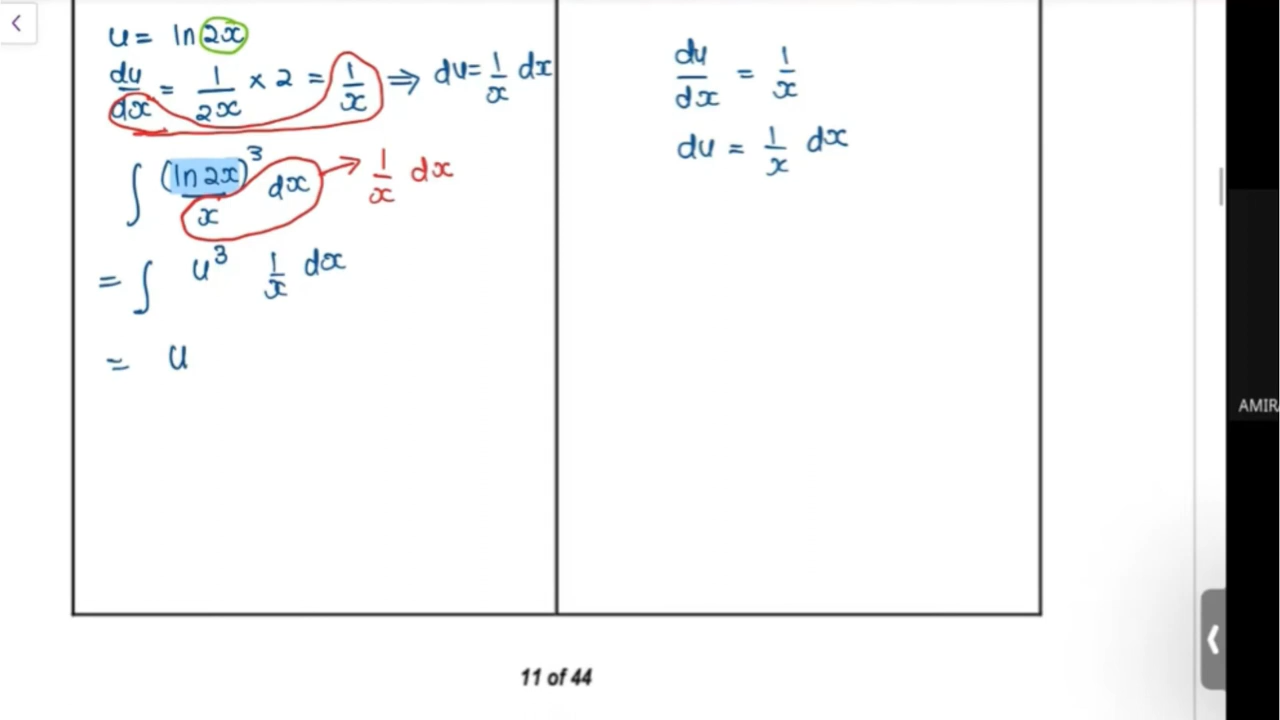 u = ln 2x
du/dx = 1/2x × 2 = 1/x ⇒ du = 1/x dx
∫ (ln 2x)³/x dx → 1/x dx
= ∫ u³ 1/x dx
= u
du/dx = 1/x
du = 1/x dx
11 of 44